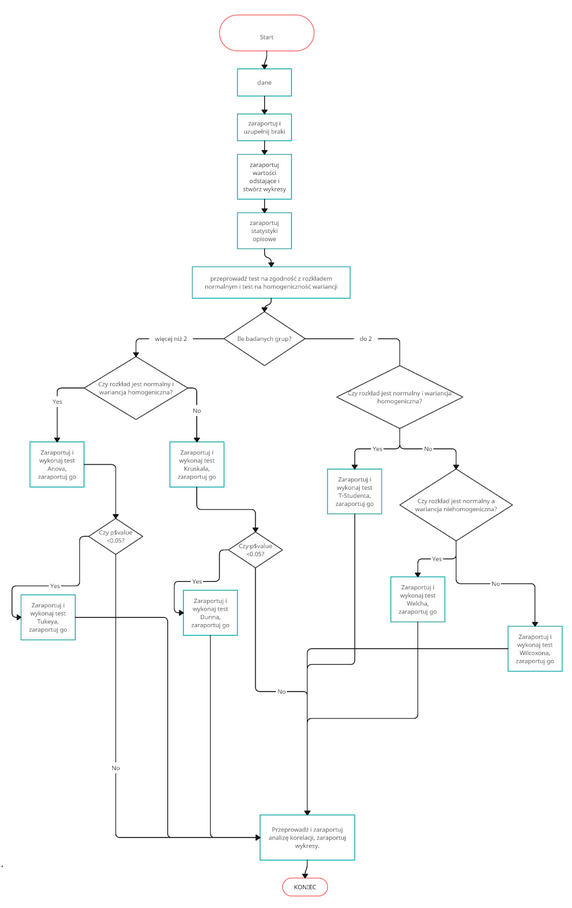 Start
dane
zaraportuj i
uzupełnij braki
zaraportuj
wartości
odstające i
stwórz wykresy
zaraportuj
statystyki
opisowe
przeprowadź test na zgodność z rozkładem
normalnym i test na homogeniczność wariancji
Ile badanych grup?
więcej niż 2
do 2
Czy rozkład jest normalny i
wariancja homogeniczna?
Czy rozkład jest normalny i wariancja
homogeniczna?
Yes
No
Yes
No
Zaraportuj i
wykonaj test
Anova,
zaraportuj go
Zaraportuj i
wykonaj test
Kruskala,
zaraportuj go
Zaraportuj i
wykonaj test
T-Studenta,
zaraportuj go
Czy rozkład jest normalny a
wariancja niehomogeniczna?
Czy p$value
<0.05?
Czy p$value
<0.05?
Yes
No
Yes
Yes
Zaraportuj i
wykonaj test
Tukeya,
zaraportuj go
Zaraportuj i
wykonaj test
Dunna,
zaraportuj go
Zaraportuj i
wykonaj test
Welcha,
zaraportuj go
Zaraportuj i
wykonaj test
Wilcoxona,
zaraportuj go
No
No
Przeprowadź i zaraportuj
analizę korelacji, zaraportuj
wykresy.
KONIEC